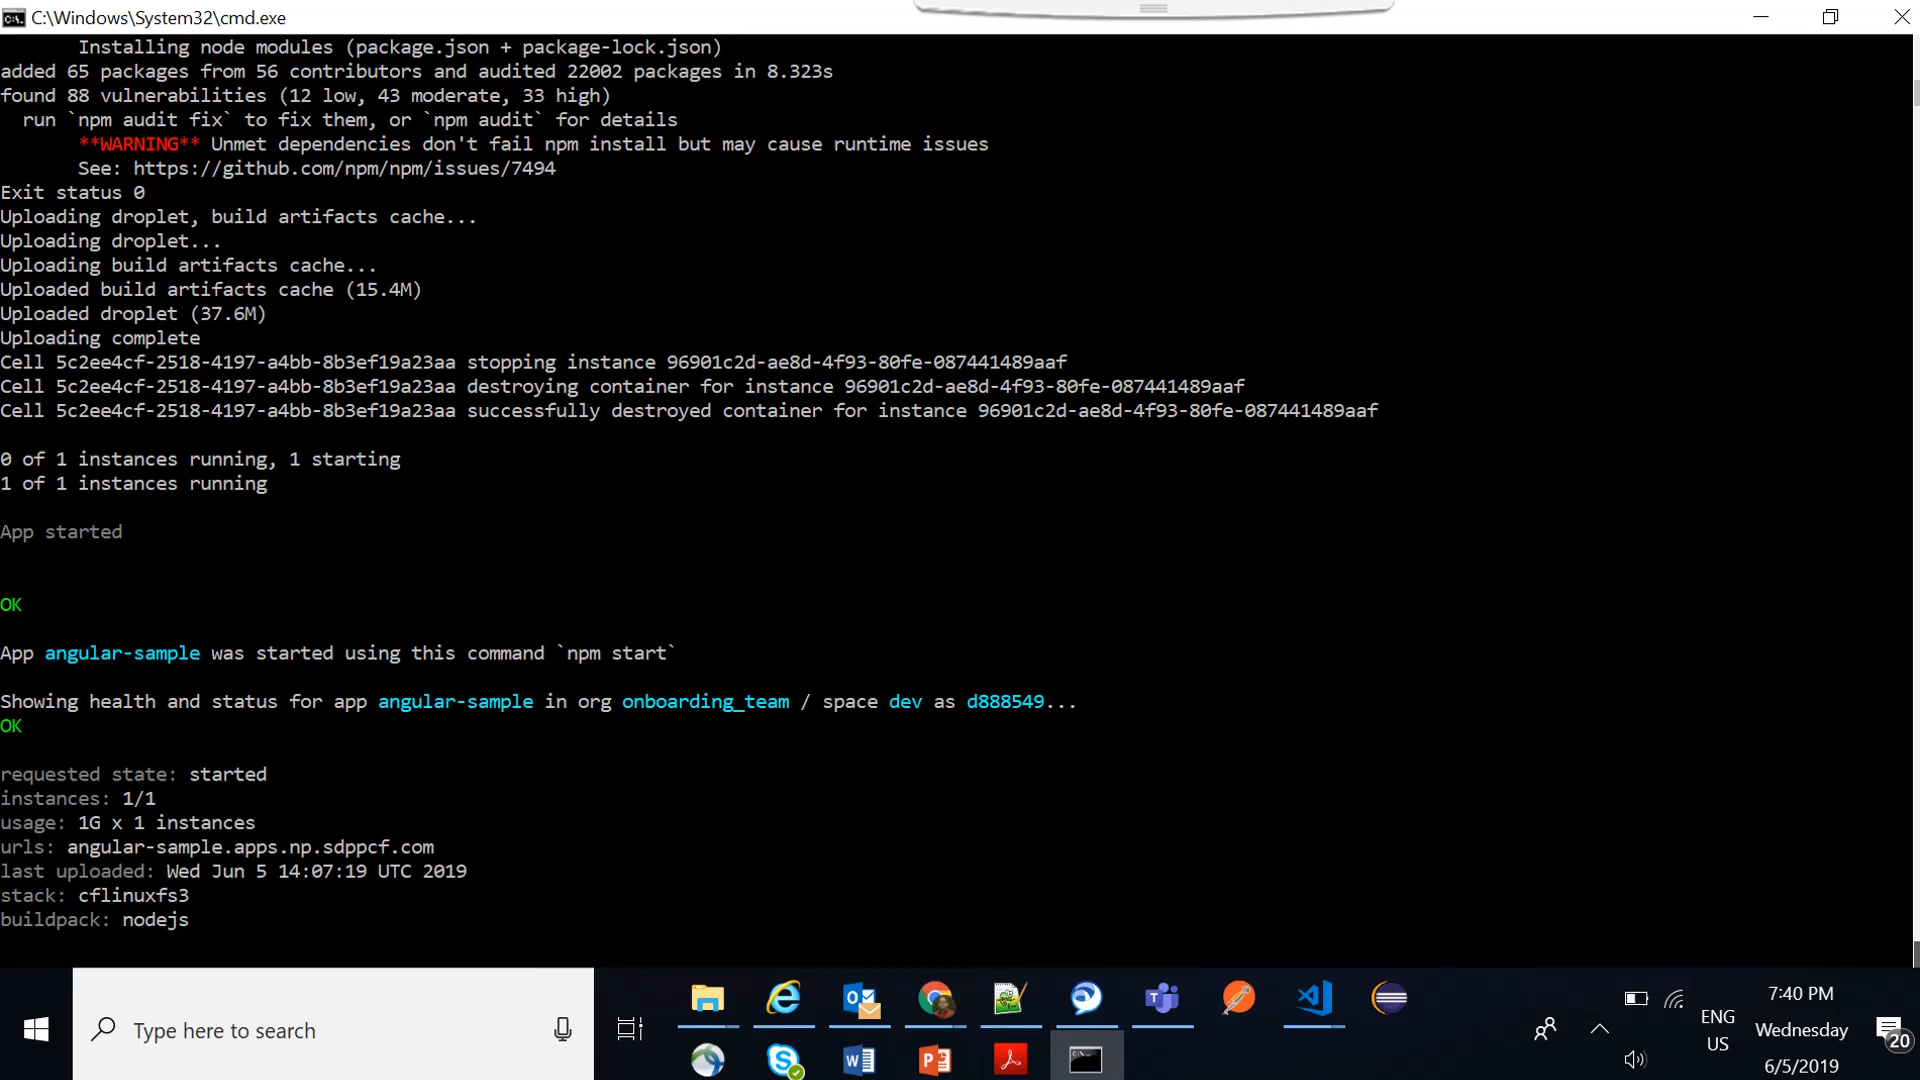 C:\Windows\System32\cmd.exe
Installing node modules (package.json + package-lock.json)
added 65 packages from 56 contributors and audited 22002 packages in 8.323s
found 88 vulnerabilities (12 low, 43 moderate, 33 high)
run `npm audit fix` to fix them, or `npm audit` for details
**WARNING** Unmet dependencies don't fail npm install but may cause runtime issues
See: https://github.com/npm/npm/issues/7494
Exit status 0
Uploading droplet, build artifacts cache...
Uploading droplet...
Uploading build artifacts cache...
Uploaded build artifacts cache (15.4M)
Uploaded droplet (37.6M)
Uploading complete
Cell 5c2ee4cf-2518-4197-a4bb-8b3ef19a23aa stopping instance 96901c2d-ae8d-4f93-80fe-087441489aaf
Cell 5c2ee4cf-2518-4197-a4bb-8b3ef19a23aa destroying container for instance 96901c2d-ae8d-4f93-80fe-087441489aaf
Cell 5c2ee4cf-2518-4197-a4bb-8b3ef19a23aa successfully destroyed container for instance 96901c2d-ae8d-4f93-80fe-087441489aaf
0 of 1 instances running, 1 starting
1 of 1 instances running
App started
OK
App angular-sample was started using this command `npm start`
Showing health and status for app angular-sample in org onboarding_team / space dev as d888549...
OK
requested state: started
instances: 1/1
usage: 1G x 1 instances
urls: angular-sample.apps.np.sdppcf.com
last uploaded: Wed Jun 5 14:07:19 UTC 2019
stack: cflinuxfs3
buildpack: nodejs
Type here to search
ENG
US
7:40 PM
Wednesday
6/5/2019
20